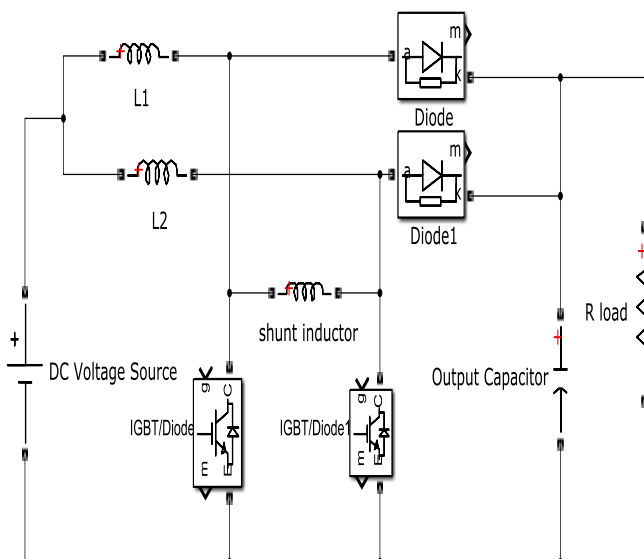 m
a
k
L1
Diode
m
a
k
L2
Diode1
+
shunt inductor
R load
+
DC Voltage Source
Output Capacitor
g
C
g
C
IGBT/Diode
IGBT/Diode1
m
E
m
E